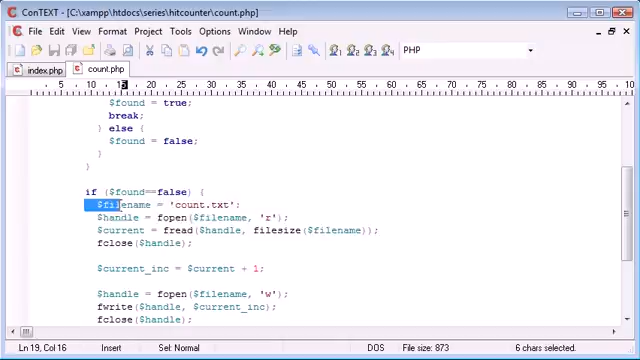 ConTEXT - [C:\xampp\htdocs\series\hitcounter\count.php]
File Edit View Format Project Tools Options Window Help
PHP
index.php count.php
5 10 15 20 25 30 35 40 45 50 55 60 65 70 75 80 85 90 95 100
$found = true;
break;
} else {
$found = false;
}
}
if ($found==false) {
$filename = 'count.txt';
$handle = fopen($filename, 'r');
$current = fread($handle, filesize($filename));
fclose($handle);
$current_inc = $current + 1;
$handle = fopen($filename, 'w');
fwrite($handle, $current_inc);
fclose($handle);
Ln 19, Col 16 Insert Sel: Normal DOS File size: 873 6 chars selected.